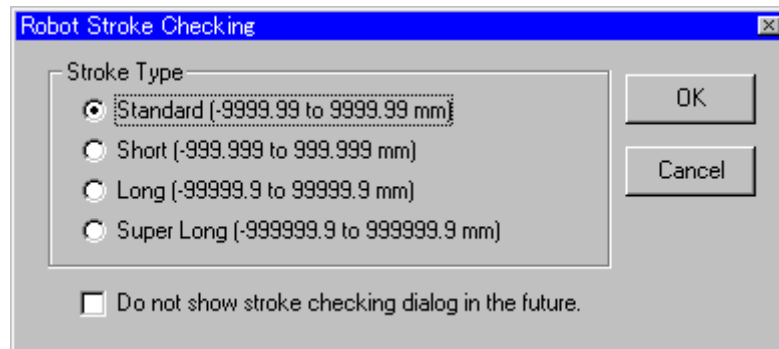 Robot Stroke Checking
Stroke Type
Standard (-9999.99 to 9999.99 mm)
Short (-999.999 to 999.999 mm)
Long (-99999.9 to 99999.9 mm)
Super Long (-999999.9 to 999999.9 mm)
OK
Cancel
Do not show stroke checking dialog in the future.